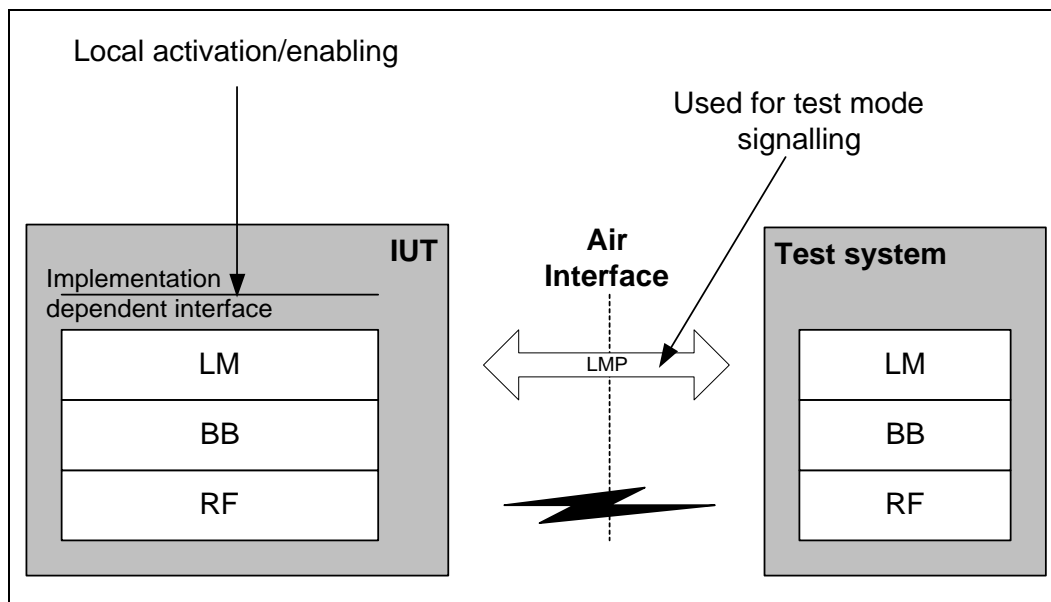 Local activation/enabling
Used for test mode
signalling
IUT
Implementation
dependent interface
LM
BB
RF
Air
Interface
LMP
Test system
LM
BB
RF